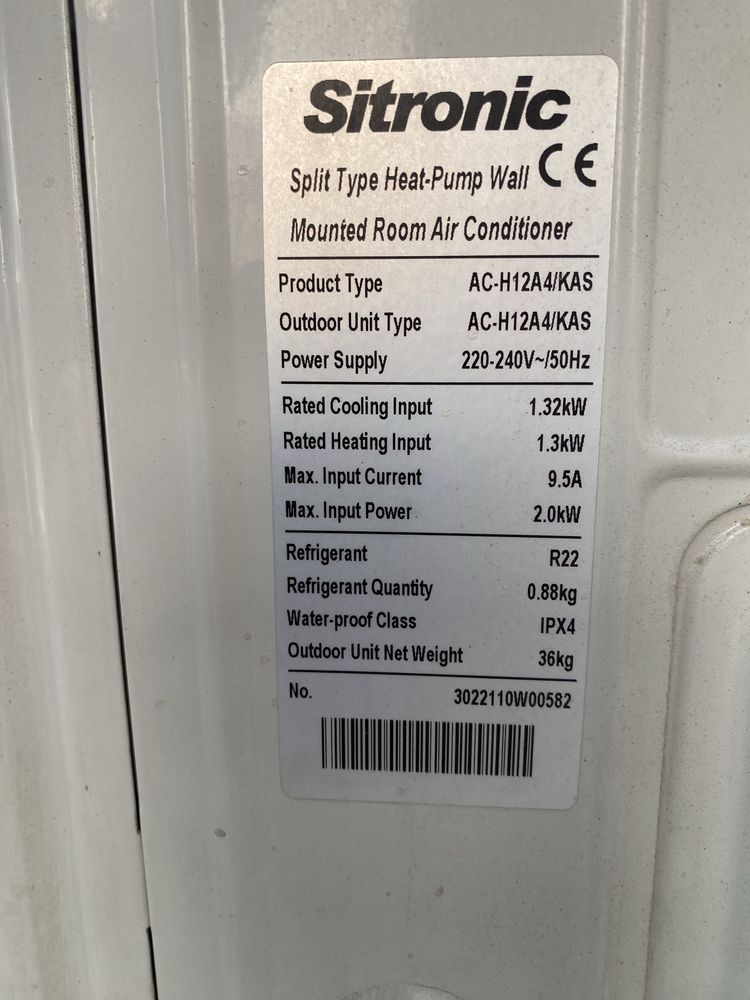 Sitronic
Split Type Heat-Pump Wall CE
Mounted Room Air Conditioner
Product Type AC-H12A4/KAS
Outdoor Unit Type AC-H12A4/KAS
Power Supply 220-240V~/50Hz
Rated Cooling Input 1.32kW
Rated Heating Input 1.3kW
Max. Input Current 9.5A
Max. Input Power 2.0kW
Refrigerant R22
Refrigerant Quantity 0.88kg
Water-proof Class IPX4
Outdoor Unit Net Weight 36kg
No. 3022110W00582